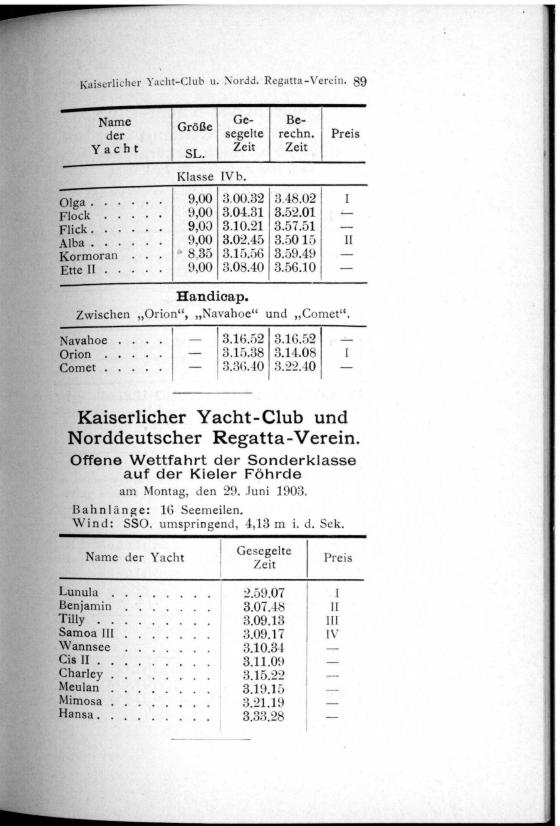 Kaiserlicher Yacht-Club u. Nordd. Regatta-Verein. 89
Name der Yacht | Größe SL. | Ge-segelte Zeit | Be-rechn. Zeit | Preis
Klasse IVb.
Olga . . . . . . 9,00 3.00.32 3.48.02 I
Flock . . . . . 9,00 3.04.31 3.52.01 —
Flick . . . . . . 9,00 3.10.21 3.57.51 —
Alba . . . . . . 9,00 3.02.45 3.50 15 II
Kormoran . . . 8,35 3.15.56 3.59.49 —
Ette II . . . . . 9,00 3.08.40 3.56.10 —
Handicap.
Zwischen „Orion“, „Navahoe“ und „Comet“.
Navahoe . . . . — 3.16.52 3.16.52 —
Orion . . . . . — 3.15.38 3.14.08 I
Comet . . . . . — 3.36.40 3.22.40 —
Kaiserlicher Yacht-Club und
Norddeutscher Regatta-Verein.
Offene Wettfahrt der Sonderklasse
auf der Kieler Föhrde
am Montag, den 29. Juni 1903.
Bahnlänge: 16 Seemeilen.
Wind: SSO. umspringend, 4,13 m i. d. Sek.
Name der Yacht | Gesegelte Zeit | Preis
Lunula . . . . . . . . 2.59.07 I
Benjamin . . . . . . . 3.07.48 II
Tilly . . . . . . . . . 3.09.13 III
Samoa III . . . . . . . 3.09.17 IV
Wannsee . . . . . . . 3.10.34 —
Cis II . . . . . . . . . 3.11.09 —
Charley . . . . . . . . 3.15.22 —
Meulan . . . . . . . . 3.19.15 —
Mimosa . . . . . . . . 3.21.19 —
Hansa . . . . . . . . . 3.33.28 —